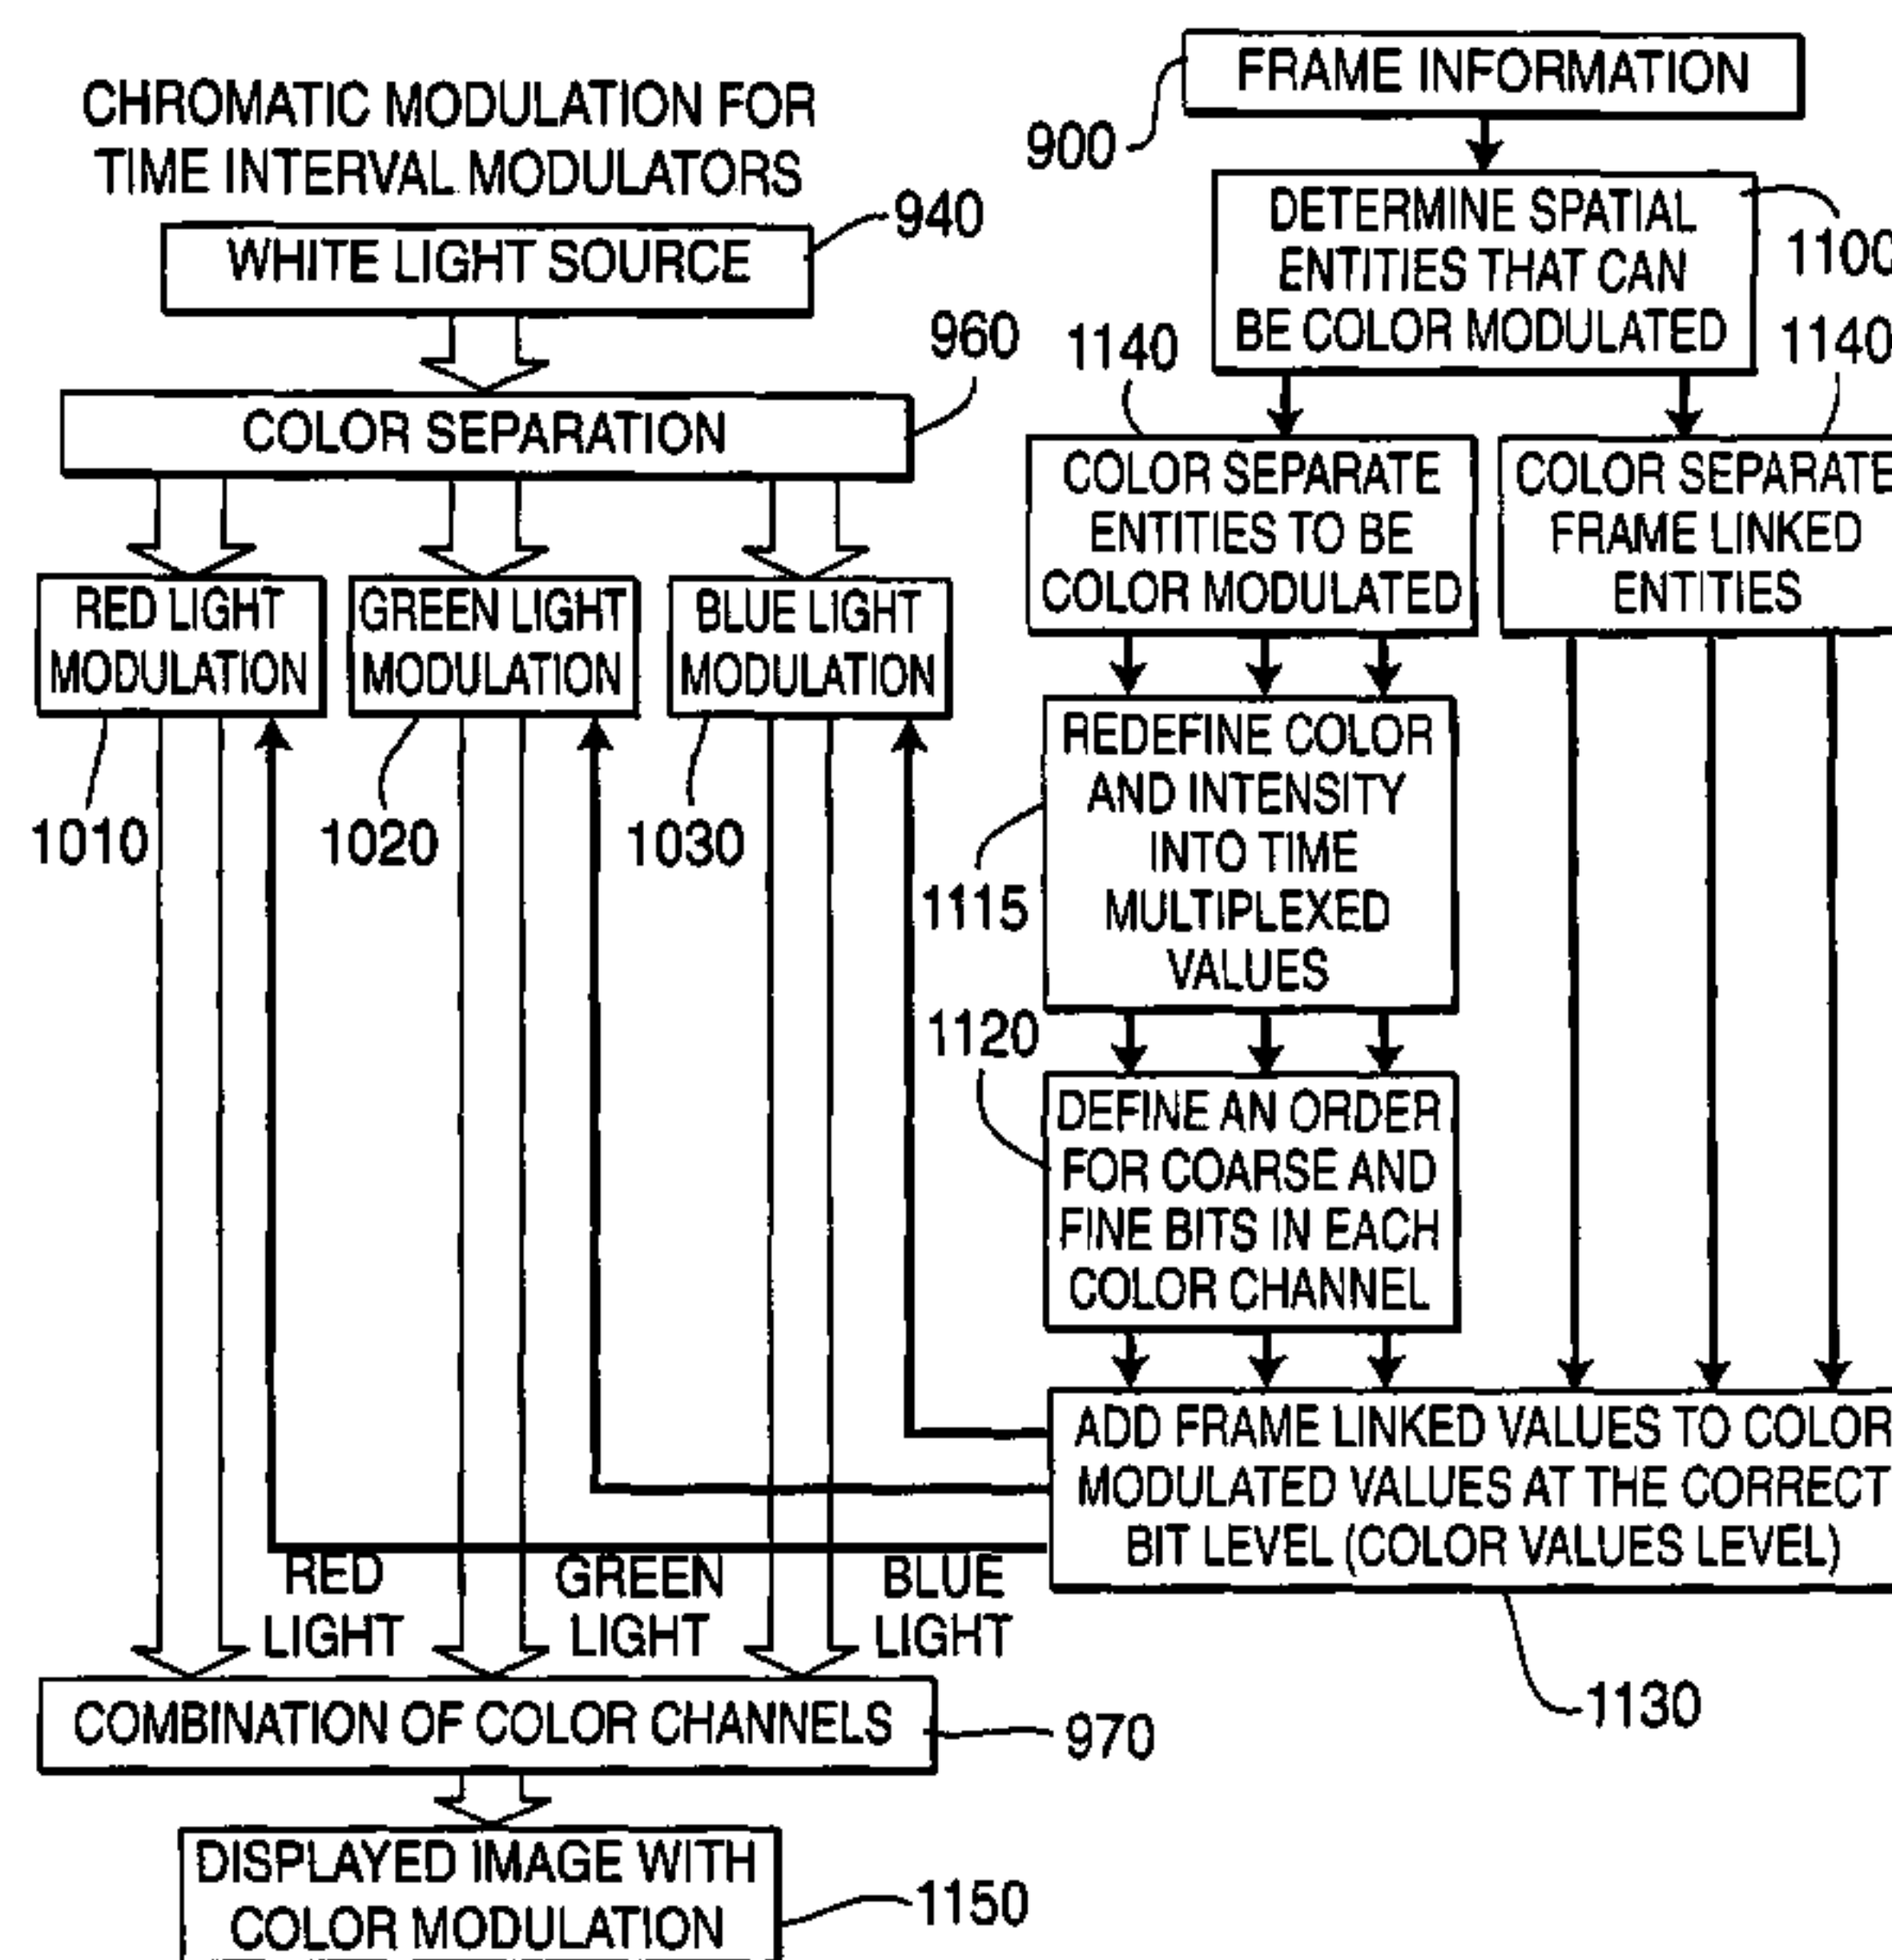 CHROMATIC MODULATION FOR
TIME INTERVAL MODULATORS
WHITE LIGHT SOURCE
940
COLOR SEPARATION
960
RED LIGHT
MODULATION
GREEN LIGHT
MODULATION
BLUE LIGHT
MODULATION
1010
1020
1030
FRAME INFORMATION
900
DETERMINE SPATIAL
ENTITIES THAT CAN
BE COLOR MODULATED
1100
1140
1140
COLOR SEPARATE
ENTITIES TO BE
COLOR MODULATED
COLOR SEPARATE
FRAME LINKED
ENTITIES
REDEFINE COLOR
AND INTENSITY
INTO TIME
MULTIPLEXED
VALUES
1115
1120
DEFINE AN ORDER
FOR COARSE AND
FINE BITS IN EACH
COLOR CHANNEL
ADD FRAME LINKED VALUES TO COLOR
MODULATED VALUES AT THE CORRECT
BIT LEVEL (COLOR VALUES LEVEL)
1130
RED
LIGHT
GREEN
LIGHT
BLUE
LIGHT
COMBINATION OF COLOR CHANNELS
970
DISPLAYED IMAGE WITH
COLOR MODULATION
1150